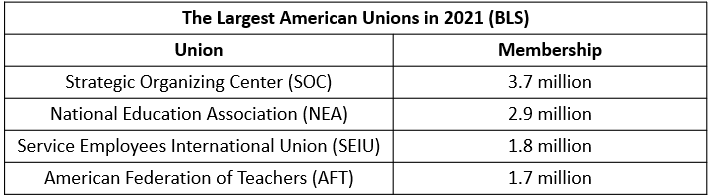 The Largest American Unions in 2021 (BLS)
Union Membership
Strategic Organizing Center (SOC) 3.7 million
National Education Association (NEA) 2.9 million
Service Employees International Union (SEIU) 1.8 million
American Federation of Teachers (AFT) 1.7 million